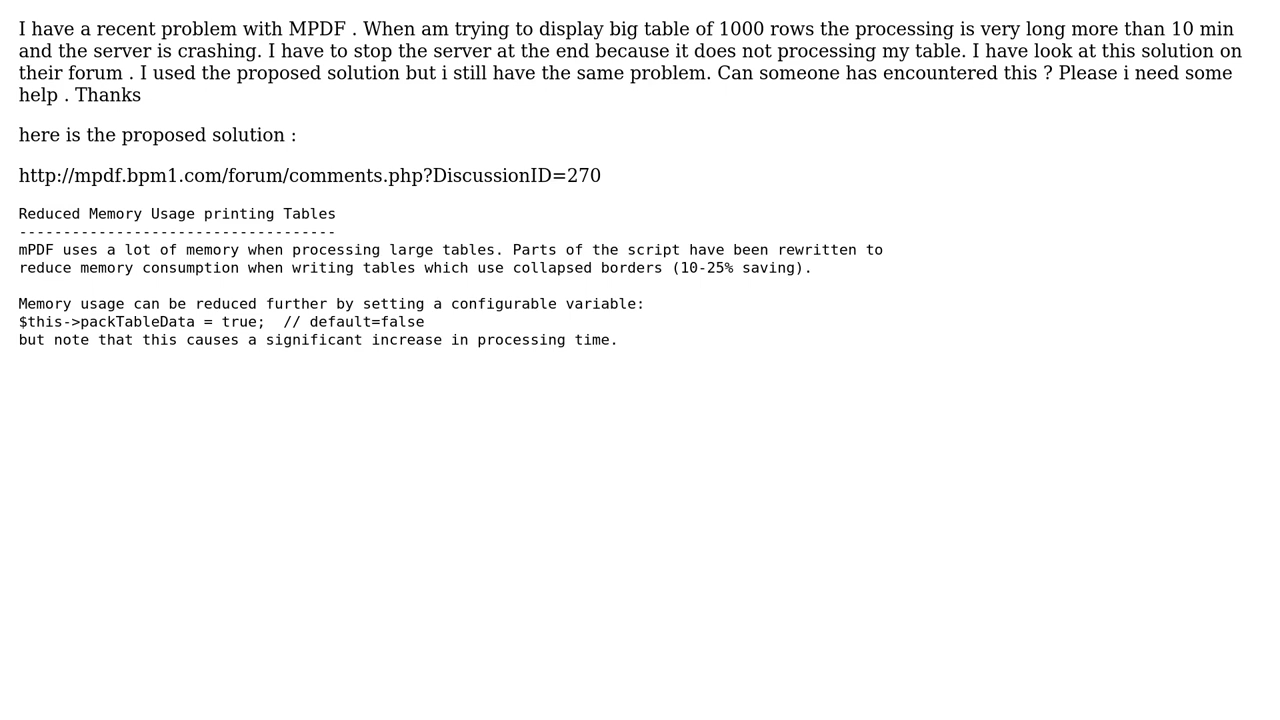 I have a recent problem with MPDF . When am trying to display big table of 1000 rows the processing is very long more than 10 min
and the server is crashing. I have to stop the server at the end because it does not processing my table. I have look at this solution on
their forum . I used the proposed solution but i still have the same problem. Can someone has encountered this ? Please i need some
help . Thanks
here is the proposed solution :
http://mpdf.bpm1.com/forum/comments.php?DiscussionID=270
Reduced Memory Usage printing Tables
------------------------------------
mPDF uses a lot of memory when processing large tables. Parts of the script have been rewritten to
reduce memory consumption when writing tables which use collapsed borders (10-25% saving).
Memory usage can be reduced further by setting a configurable variable:
$this->packTableData = true;  // default=false
but note that this causes a significant increase in processing time.